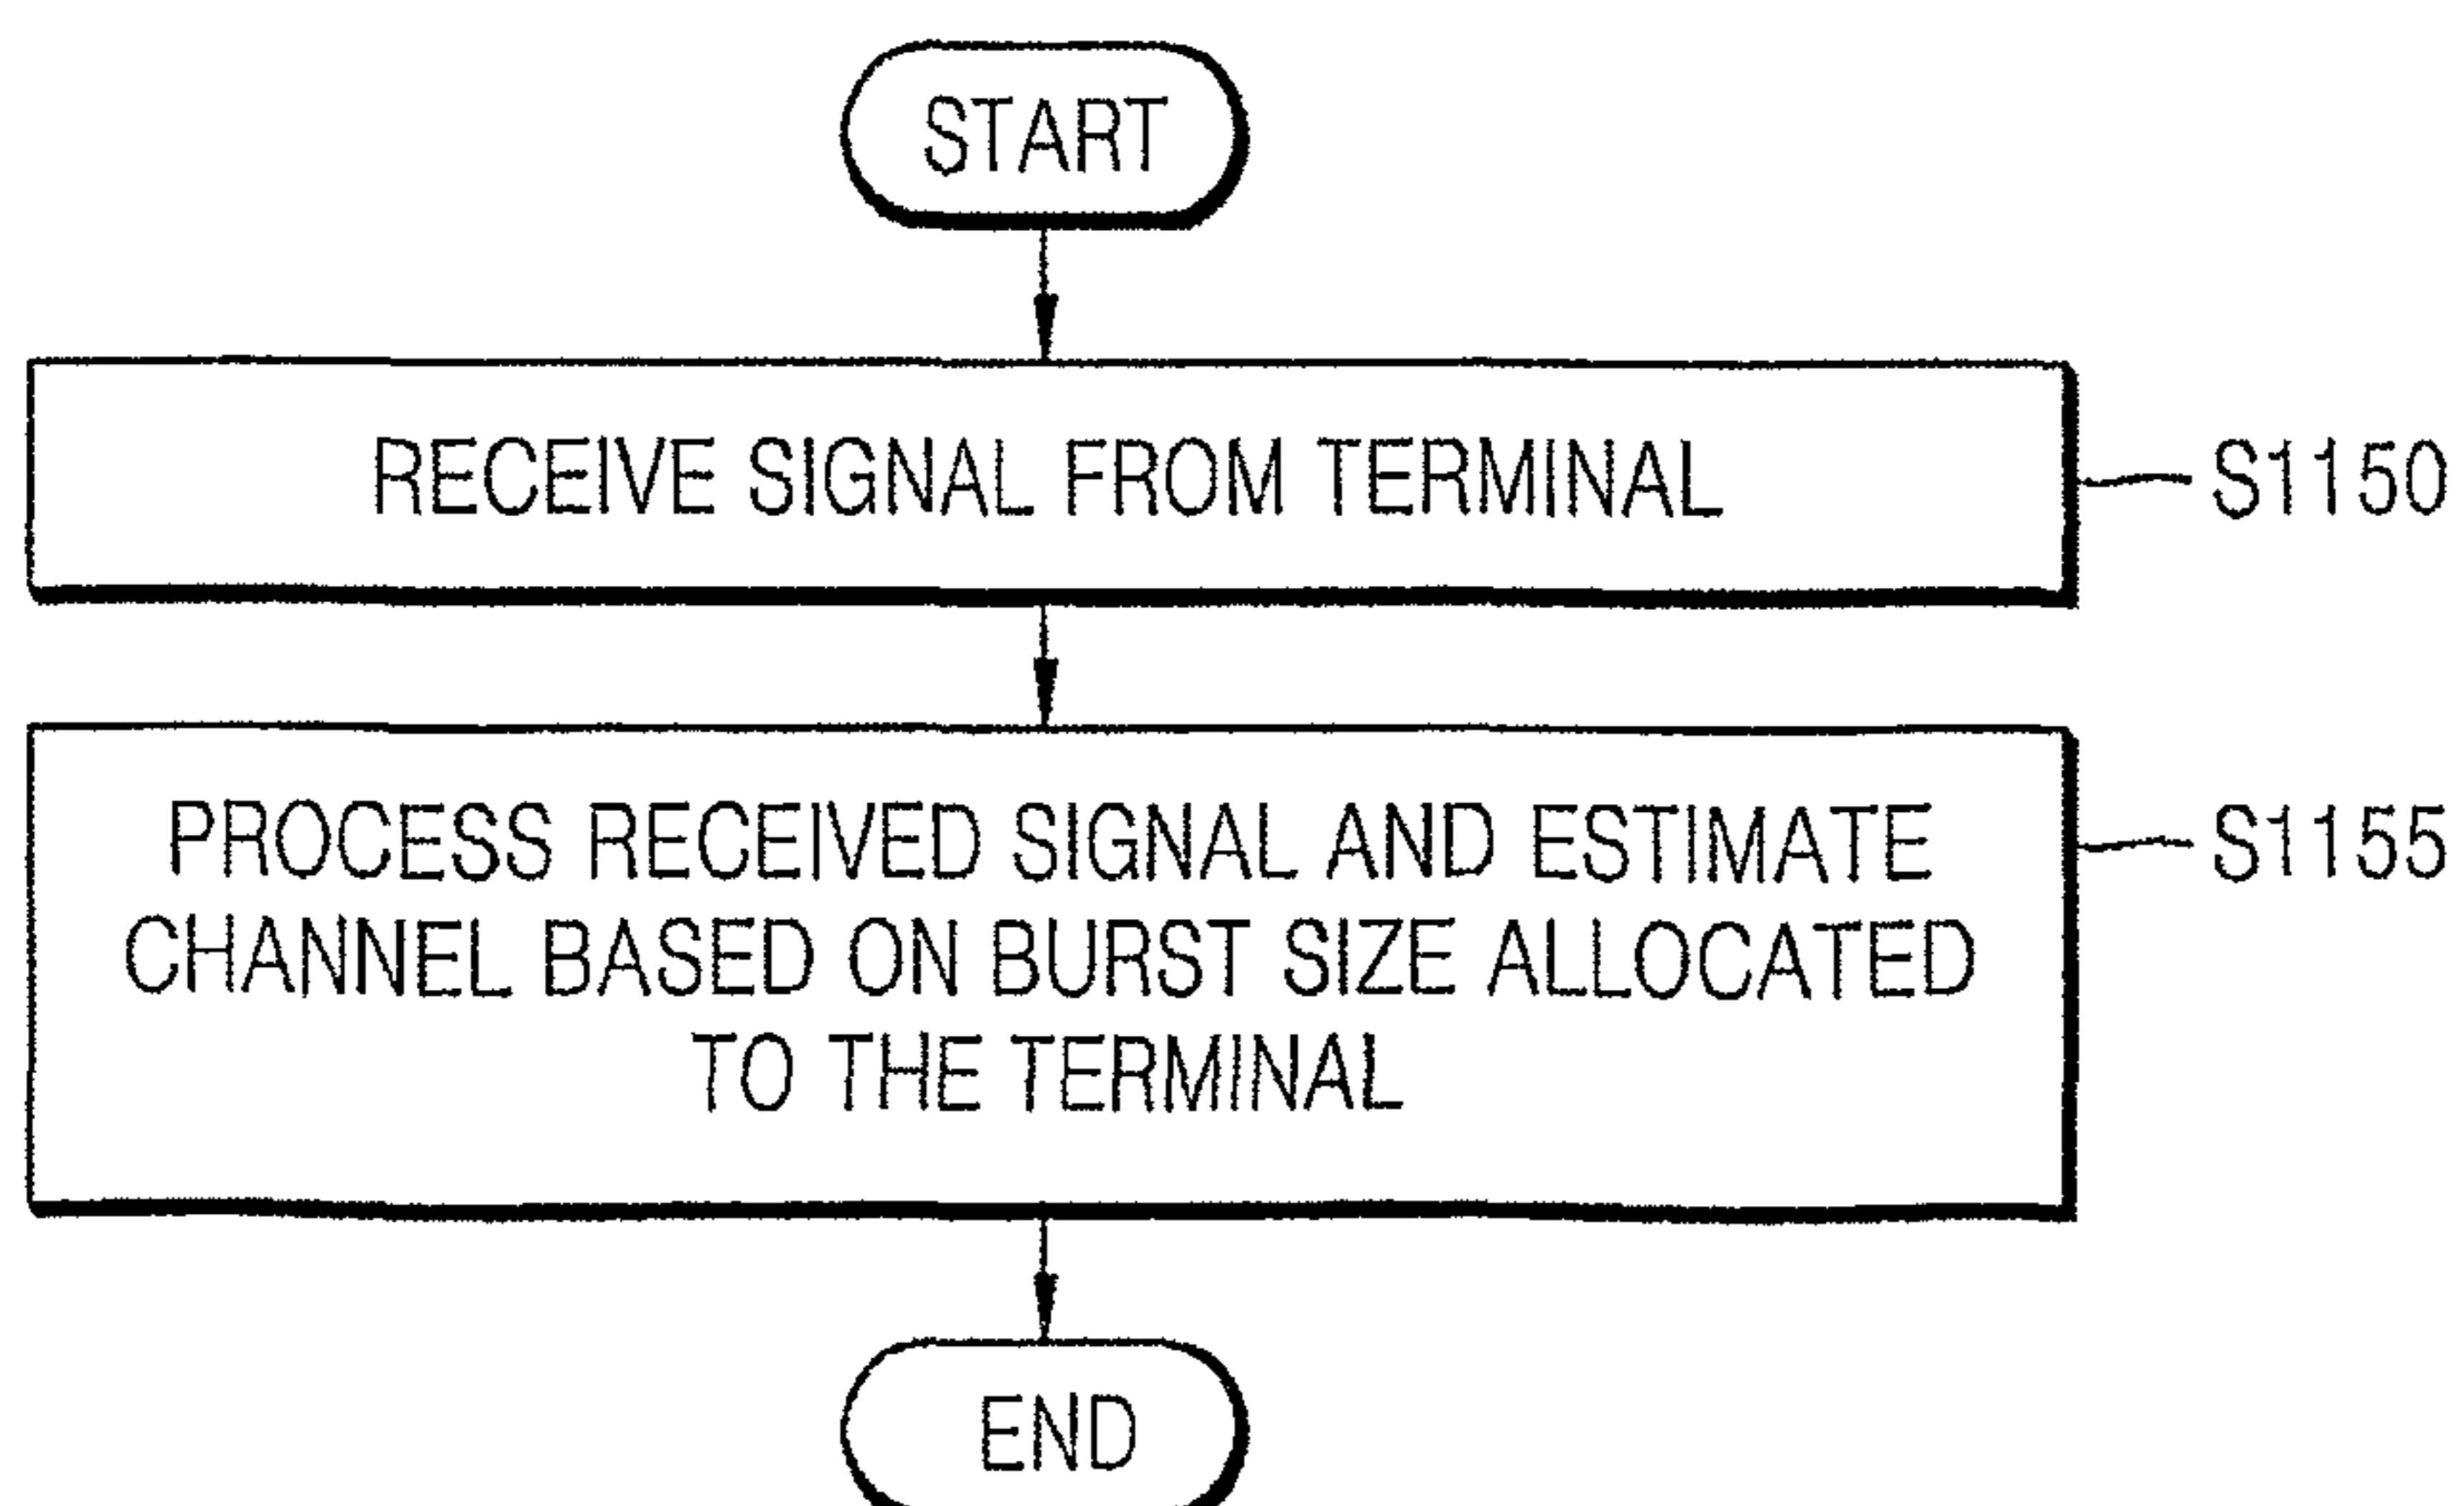 START
RECEIVE SIGNAL FROM TERMINAL
S1150
PROCESS RECEIVED SIGNAL AND ESTIMATE
S1155
CHANNEL BASED ON BURST SIZE ALLOCATED
TO THE TERMINAL
END